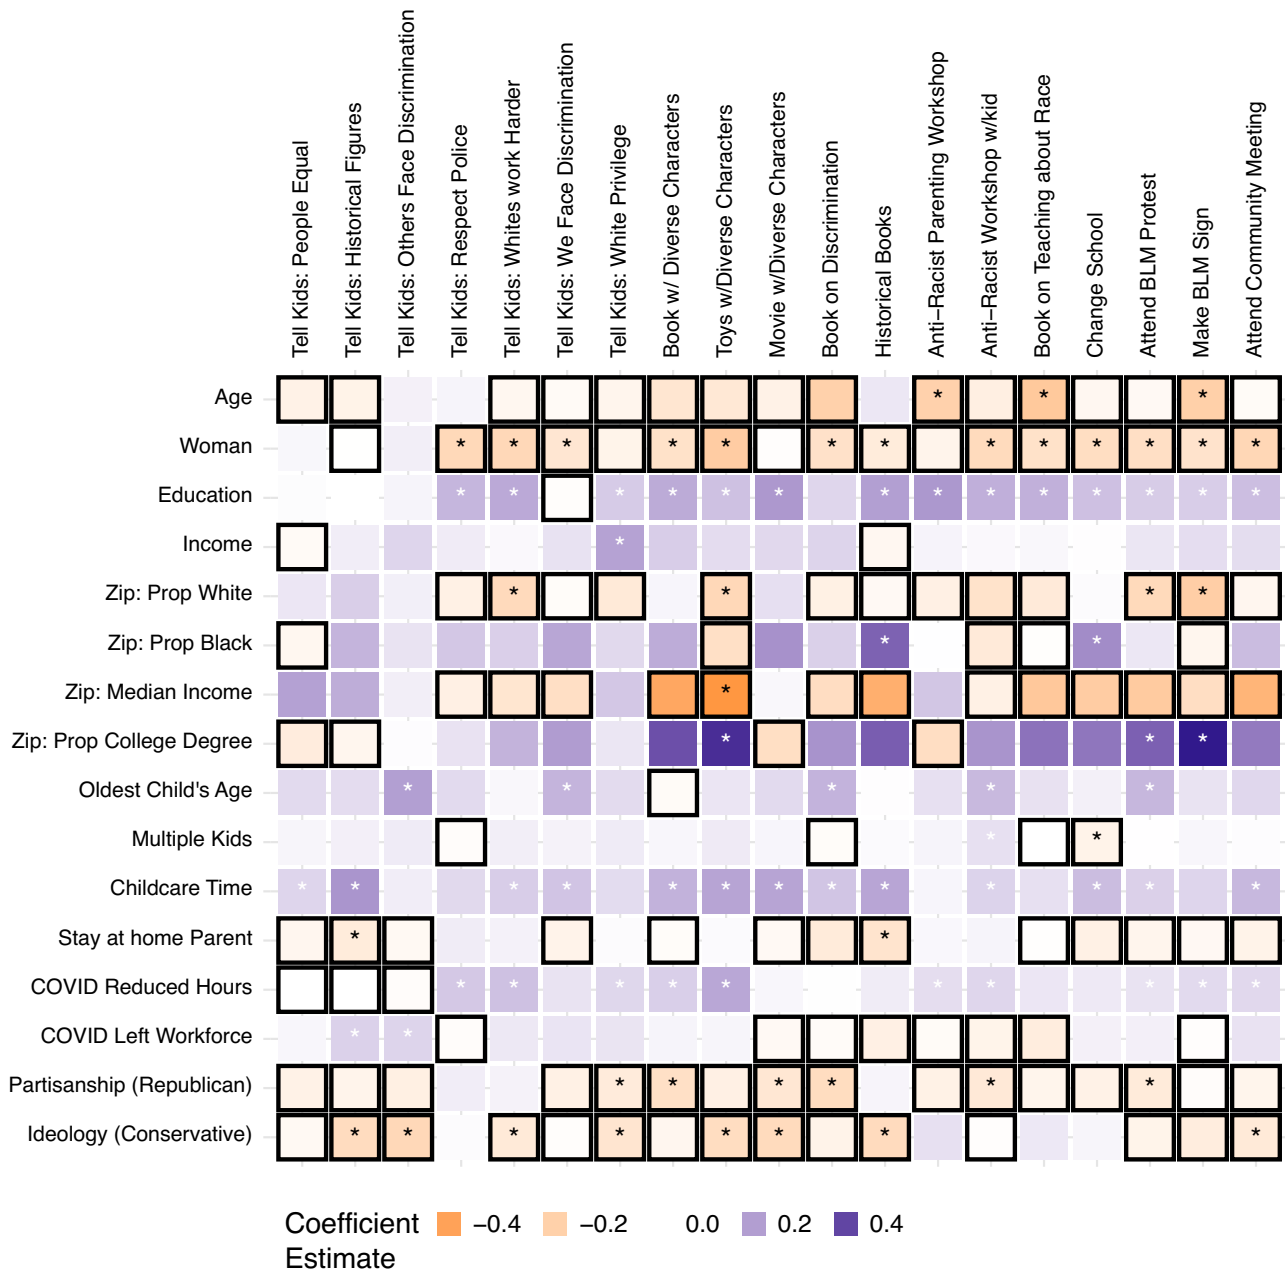 Tell Kids: People Equal
Tell Kids: Historical Figures
Tell Kids: Others Face Discrimination
Tell Kids: Respect Police
Tell Kids: Whites work Harder
Tell Kids: We Face Discrimination
Tell Kids: White Privilege
Book w/ Diverse Characters
Toys w/Diverse Characters
Movie w/Diverse Characters
Book on Discrimination
Historical Books
Anti−Racist Parenting Workshop
Anti−Racist Workshop w/kid
Book on Teaching about Race
Change School
Attend BLM Protest
Make BLM Sign
Attend Community Meeting
Age * * *
Woman * * * * * * * * * * * * * *
Education * * * * * * * * * * * * * *
Income *
Zip: Prop White * * * *
Zip: Prop Black * *
Zip: Median Income *
Zip: Prop College Degree * * *
Oldest Child's Age * * * * *
Multiple Kids * *
Childcare Time * * * * * * * * * * * * *
Stay at home Parent * *
COVID Reduced Hours * * * * * * * * * *
COVID Left Workforce * *
Partisanship (Republican) * * * * * *
Ideology (Conservative) * * * * * * * *
Coefficient
Estimate
−0.4 −0.2 0.0 0.2 0.4